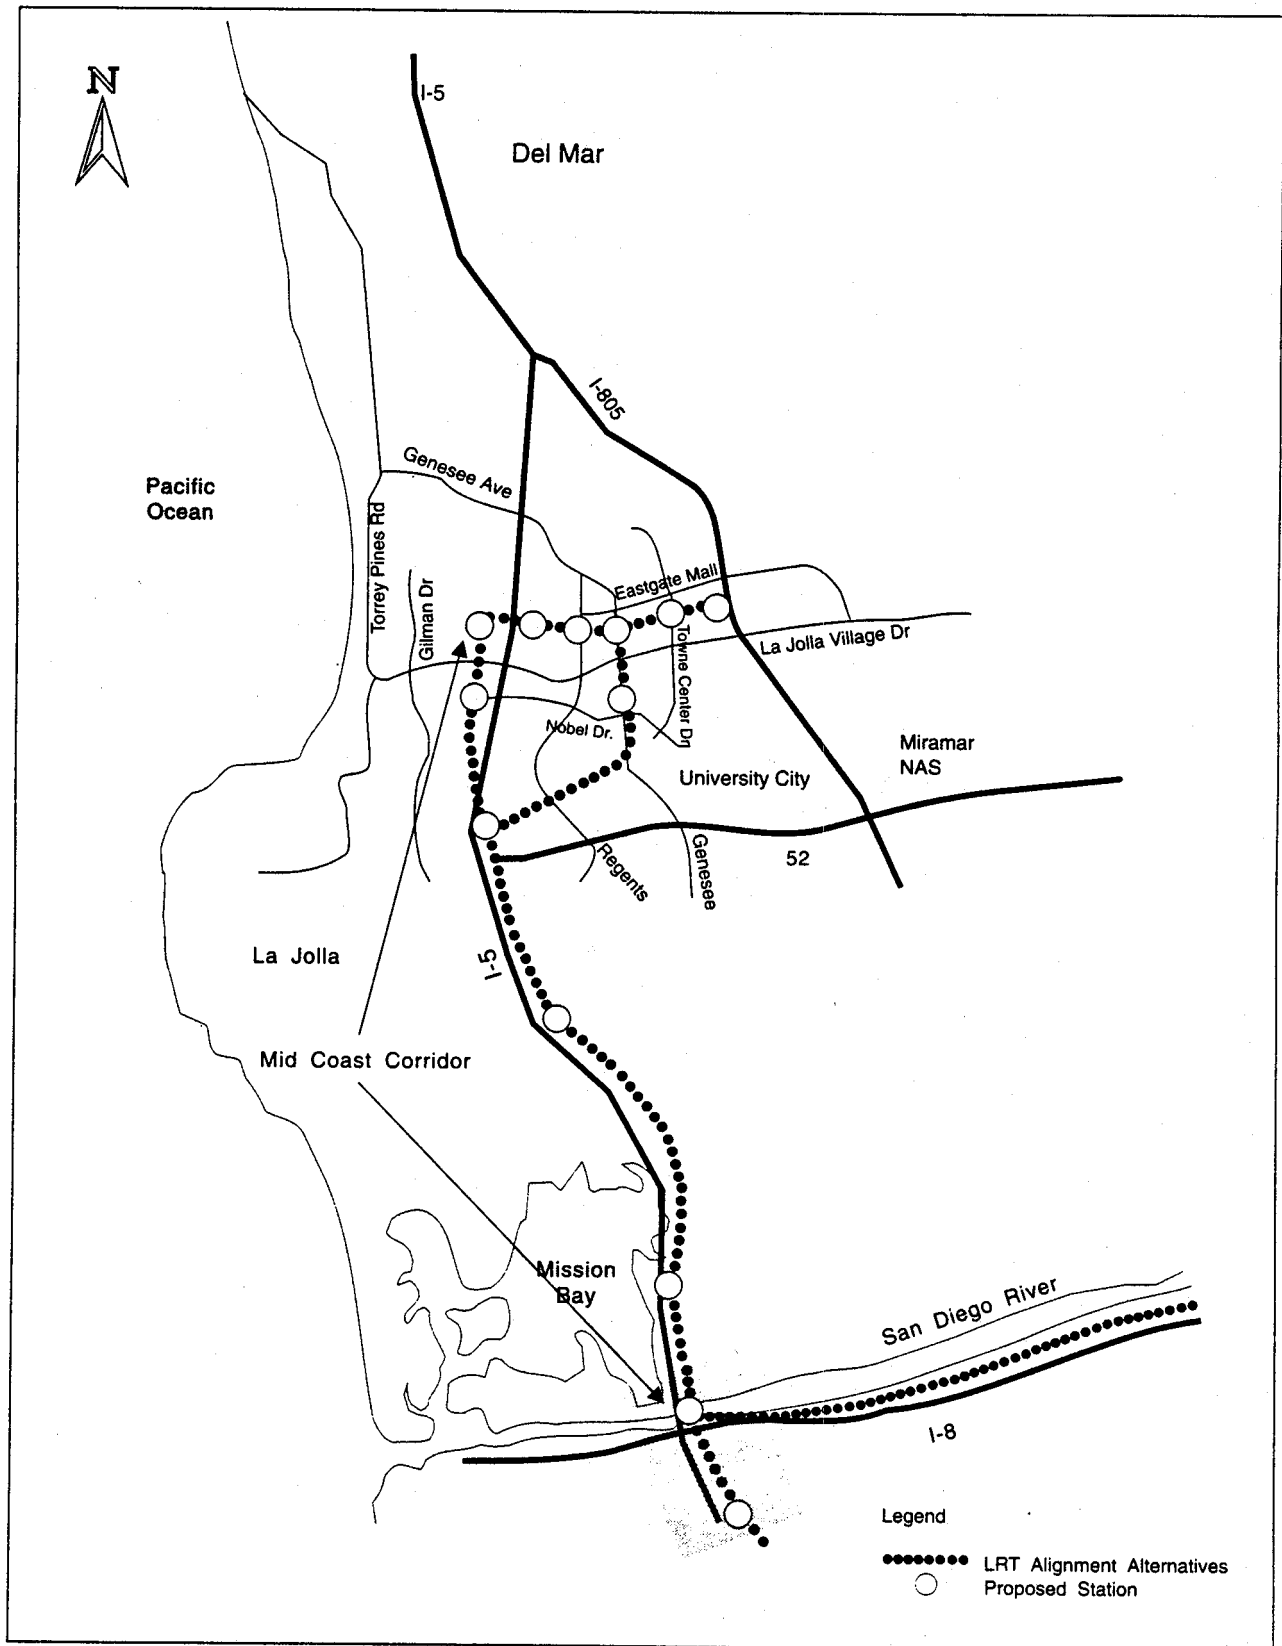 N
I-5
Del Mar
I-805
Genesee Ave
Pacific
Ocean
Torrey Pines Rd
Gilman Dr
Eastgate Mall
Towne Center Dr
La Jolla Village Dr
Nobel Dr.
Miramar
NAS
University City
Regents
Genesee
52
La Jolla
I-5
Mid Coast Corridor
Mission
Bay
San Diego River
I-8
Legend
LRT Alignment Alternatives
Proposed Station